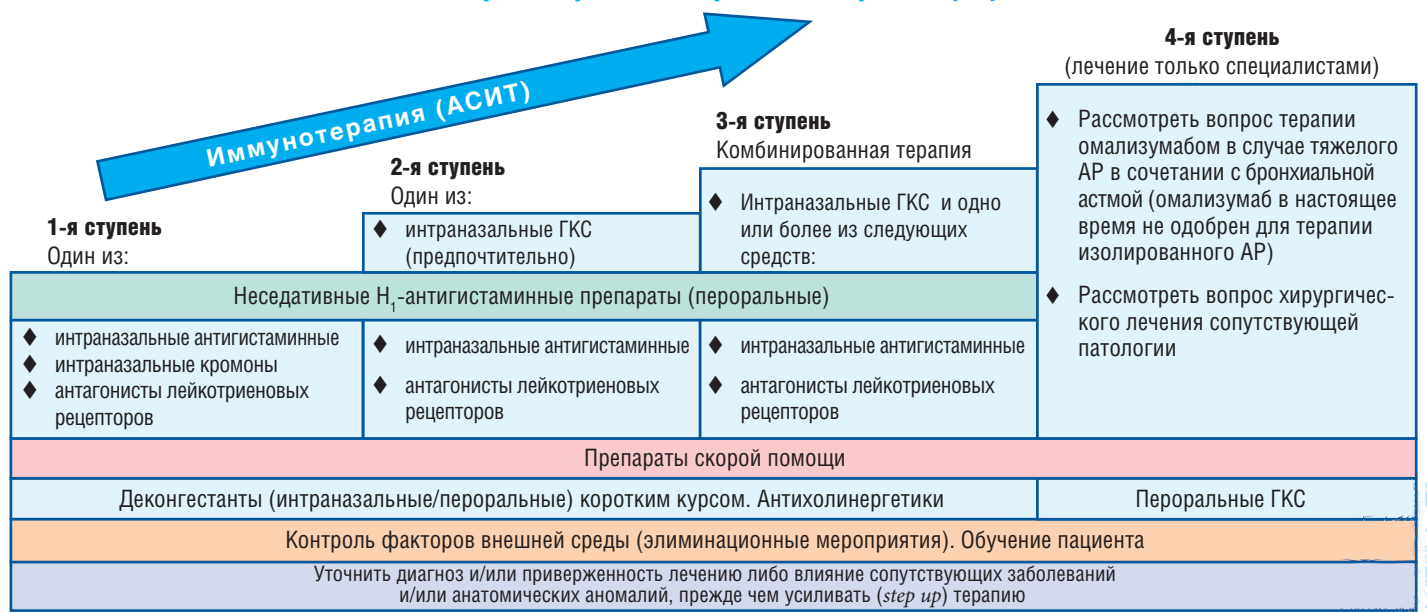 Иммунотерапия (АСИТ)
1-я ступень
Один из:
2-я ступень
Один из:
◆ интраназальные ГКС
(предпочтительно)
3-я ступень
Комбинированная терапия
◆ Интраназальные ГКС и одно
или более из следующих
средств:
4-я ступень
(лечение только специалистами)
◆ Рассмотреть вопрос терапии
омализумабом в случае тяжелого
АР в сочетании с бронхиальной
астмой (омализумаб в настоящее
время не одобрен для терапии
изолированного АР)
◆ Рассмотреть вопрос хирургичес-
кого лечения сопутствующей
патологии
Неседативные H₁-антигистаминные препараты (пероральные)
◆ интраназальные антигистаминные
◆ интраназальные кромоны
◆ антагонисты лейкотриеновых
рецепторов
◆ интраназальные антигистаминные
◆ антагонисты лейкотриеновых
рецепторов
◆ интраназальные антигистаминные
◆ антагонисты лейкотриеновых
рецепторов
Препараты скорой помощи
Деконгестанты (интраназальные/пероральные) коротким курсом. Антихолинергетики
Пероральные ГКС
Контроль факторов внешней среды (элиминационные мероприятия). Обучение пациента
Уточнить диагноз и/или приверженность лечению либо влияние сопутствующих заболеваний
и/или анатомических аномалий, прежде чем усиливать (step up) терапию